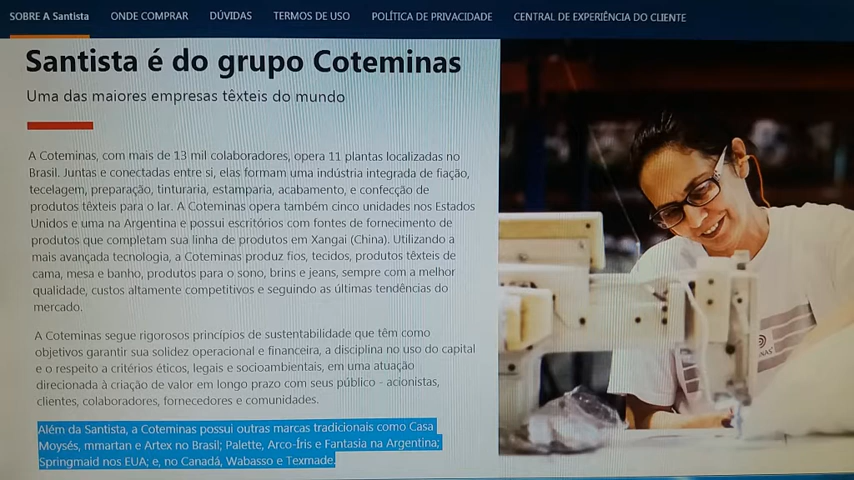 SOBRE A Santista ONDE COMPRAR DÚVIDAS TERMOS DE USO POLÍTICA DE PRIVACIDADE CENTRAL DE EXPERIÊNCIA DO CLIENTE
Santista é do grupo Coteminas
Uma das maiores empresas têxteis do mundo
A Coteminas, com mais de 13 mil colaboradores, opera 11 plantas localizadas no
Brasil. Juntas e conectadas entre si, elas formam uma indústria integrada de fiação,
tecelagem, preparação, tinturaria, estamparia, acabamento, e confecção de
produtos têxteis para o lar. A Coteminas opera também cinco unidades nos Estados
Unidos e uma na Argentina e possui escritórios com fontes de fornecimento de
produtos que completam sua linha de produtos em Xangai (China). Utilizando a
mais avançada tecnologia, a Coteminas produz fios, tecidos, produtos têxteis de
cama, mesa e banho, produtos para o sono, brins e jeans, sempre com a melhor
qualidade, custos altamente competitivos e seguindo as últimas tendências do
mercado.
A Coteminas segue rigorosos princípios de sustentabilidade que têm como
objetivos garantir sua solidez operacional e financeira, a disciplina no uso do capital
e o respeito a critérios éticos, legais e socioambientais, em uma atuação
direcionada à criação de valor em longo prazo com seus público - acionistas,
clientes, colaboradores, fornecedores e comunidades.
Além da Santista, a Coteminas possui outras marcas tradicionais como Casa
Moysés, mmartan e Artex no Brasil; Palette, Arco-Íris e Fantasia na Argentina;
Springmaid nos EUA; e, no Canadá, Wabasso e Texmade.